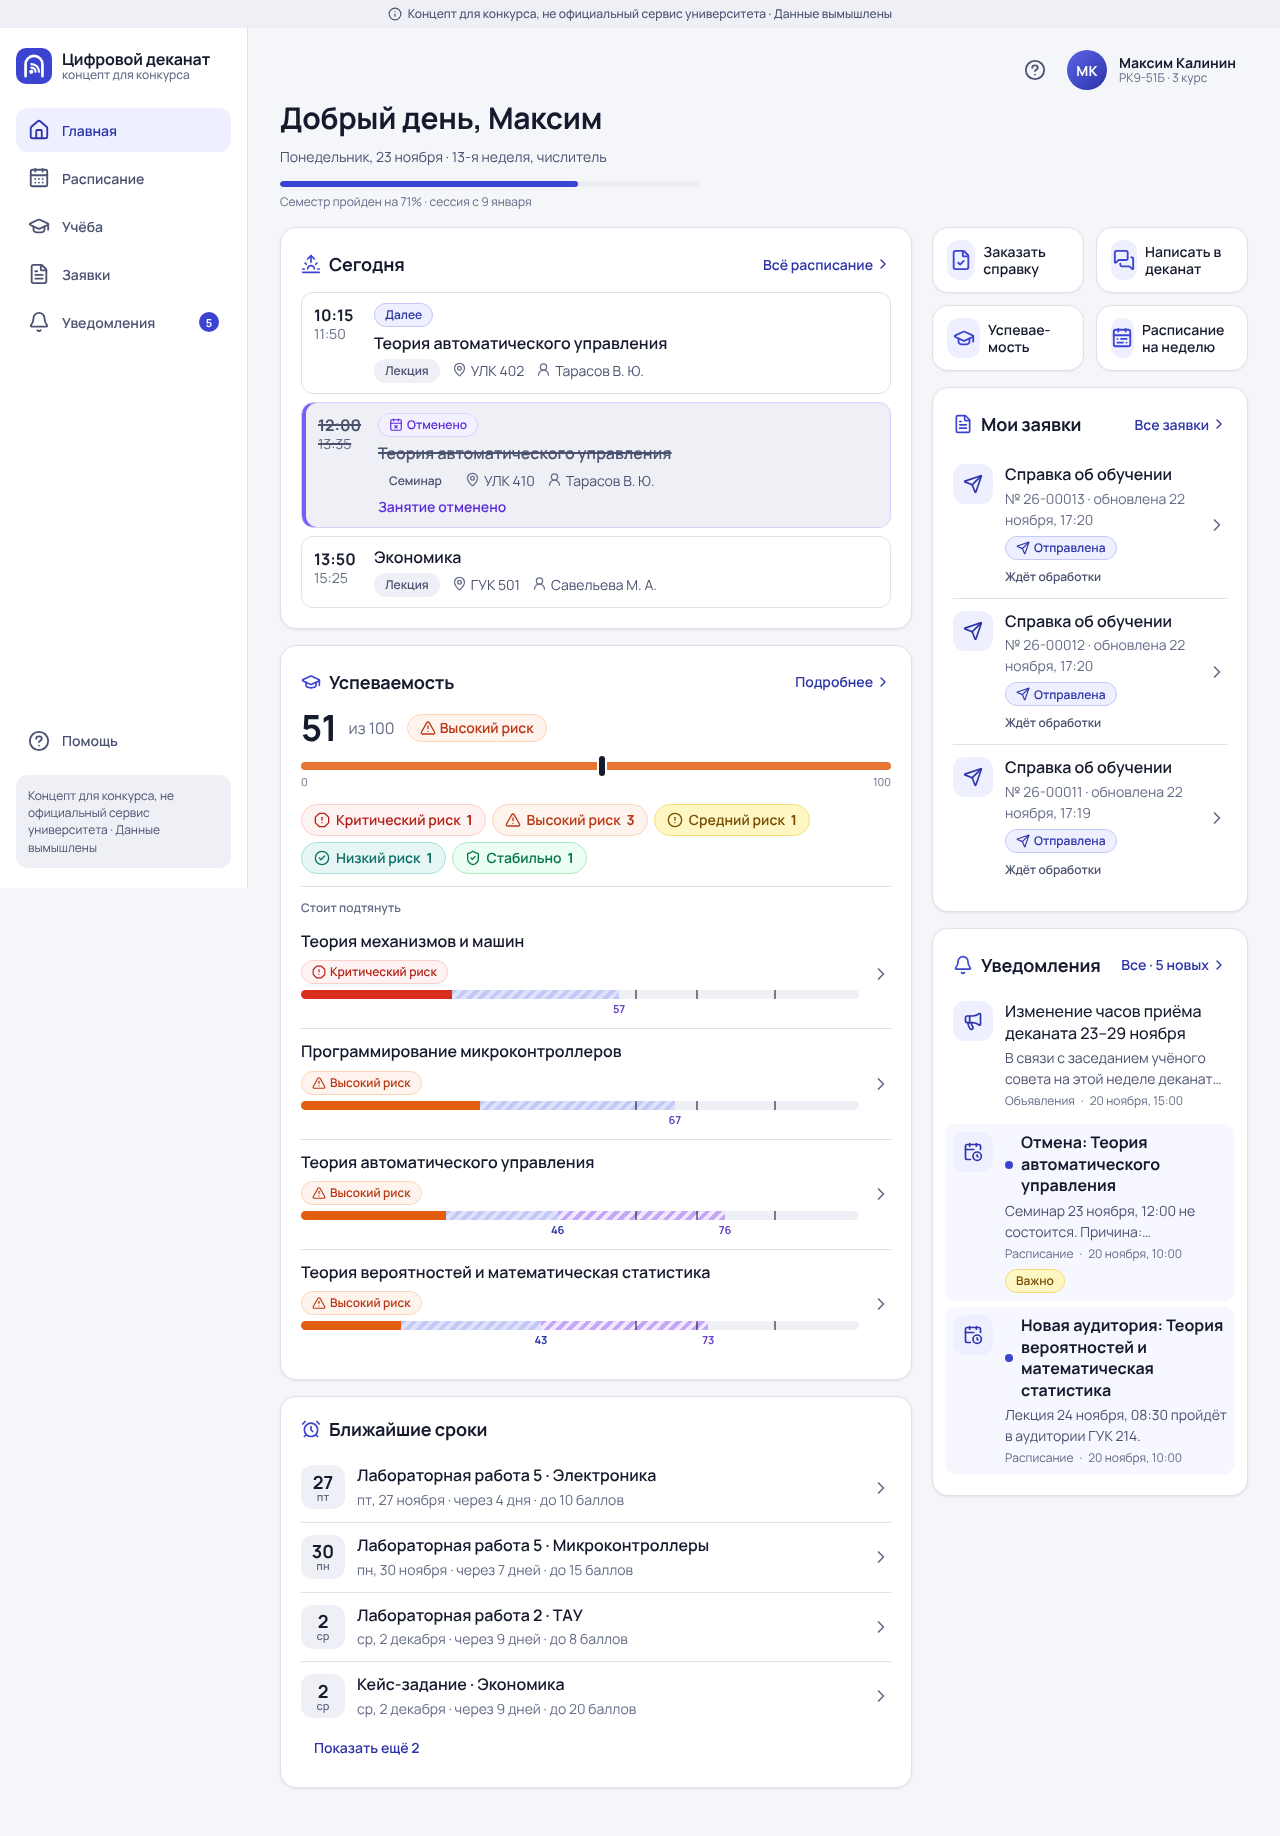 Концепт для конкурса, не официальный сервис университета · Данные вымышлены
Цифровой деканат
концепт для конкурса
Главная
Расписание
Учёба
Заявки
Уведомления
5
Помощь
Концепт для конкурса, не
официальный сервис
университета · Данные
вымышлены
МК
Максим Калинин
РК9-51Б · 3 курс
Добрый день, Максим
Понедельник, 23 ноября · 13-я неделя, числитель
Семестр пройден на 71% · сессия с 9 января
Сегодня
Всё расписание
10:15
11:50
Далее
Теория автоматического управления
Лекция
УЛК 402
Тарасов В. Ю.
12:00
13:35
Отменено
Теория автоматического управления
Семинар
УЛК 410
Тарасов В. Ю.
Занятие отменено
13:50
15:25
Экономика
Лекция
ГУК 501
Савельева М. А.
Успеваемость
Подробнее
51 из 100
Высокий риск
0
100
Критический риск 1
Высокий риск 3
Средний риск 1
Низкий риск 1
Стабильно 1
Стоит подтянуть
Теория механизмов и машин
Критический риск
57
Программирование микроконтроллеров
Высокий риск
67
Теория автоматического управления
Высокий риск
46
76
Теория вероятностей и математическая статистика
Высокий риск
43
73
Ближайшие сроки
27
пт
Лабораторная работа 5 · Электроника
пт, 27 ноября · через 4 дня · до 10 баллов
30
пн
Лабораторная работа 5 · Микроконтроллеры
пн, 30 ноября · через 7 дней · до 15 баллов
2
ср
Лабораторная работа 2 · ТАУ
ср, 2 декабря · через 9 дней · до 8 баллов
2
ср
Кейс-задание · Экономика
ср, 2 декабря · через 9 дней · до 20 баллов
Показать ещё 2
Заказать
справку
Написать в
деканат
Успевае-
мость
Расписание
на неделю
Мои заявки
Все заявки
Справка об обучении
№ 26-00013 · обновлена 22
ноября, 17:20
Отправлена
Ждёт обработки
Справка об обучении
№ 26-00012 · обновлена 22
ноября, 17:20
Отправлена
Ждёт обработки
Справка об обучении
№ 26-00011 · обновлена 22
ноября, 17:19
Отправлена
Ждёт обработки
Уведомления
Все · 5 новых
Изменение часов приёма
деканата 23–29 ноября
В связи с заседанием учёного
совета на этой неделе деканат…
Объявления · 20 ноября, 15:00
Отмена: Теория
автоматического
управления
Семинар 23 ноября, 12:00 не
состоится. Причина:…
Расписание · 20 ноября, 10:00
Важно
Новая аудитория: Теория
вероятностей и
математическая
статистика
Лекция 24 ноября, 08:30 пройдёт
в аудитории ГУК 214.
Расписание · 20 ноября, 10:00